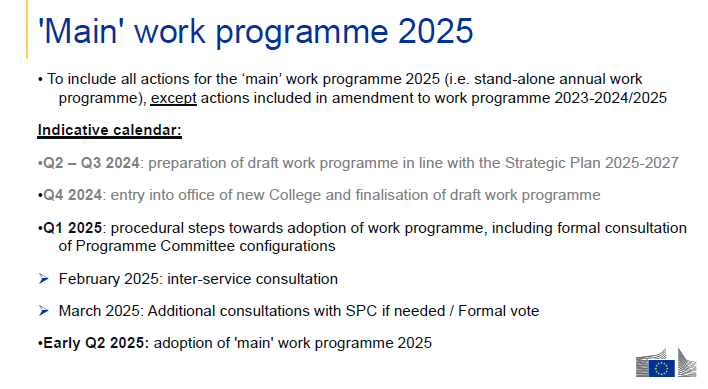 'Main' work programme 2025
• To include all actions for the ‘main’ work programme 2025 (i.e. stand-alone annual work
programme), except actions included in amendment to work programme 2023-2024/2025
Indicative calendar:
•Q2 – Q3 2024: preparation of draft work programme in line with the Strategic Plan 2025-2027
•Q4 2024: entry into office of new College and finalisation of draft work programme
•Q1 2025: procedural steps towards adoption of work programme, including formal consultation
of Programme Committee configurations
➢ February 2025: inter-service consultation
➢ March 2025: Additional consultations with SPC if needed / Formal vote
•Early Q2 2025: adoption of 'main' work programme 2025